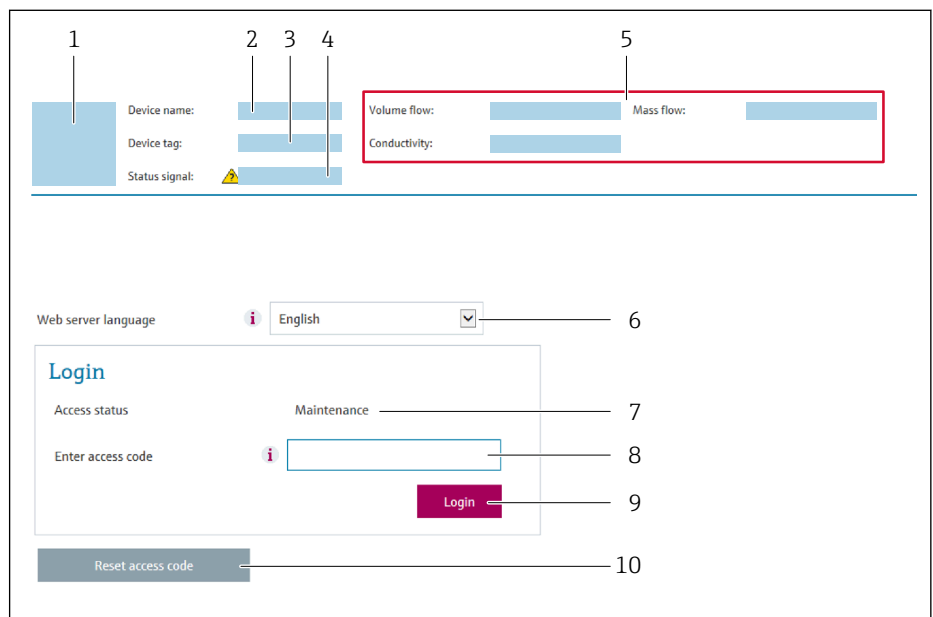 1 2 3 4 5
Device name: Volume flow: Mass flow:
Device tag: Conductivity:
Status signal: ?
Web server language i English 6
Login
Access status Maintenance 7
Enter access code i 8
Login 9
Reset access code 10